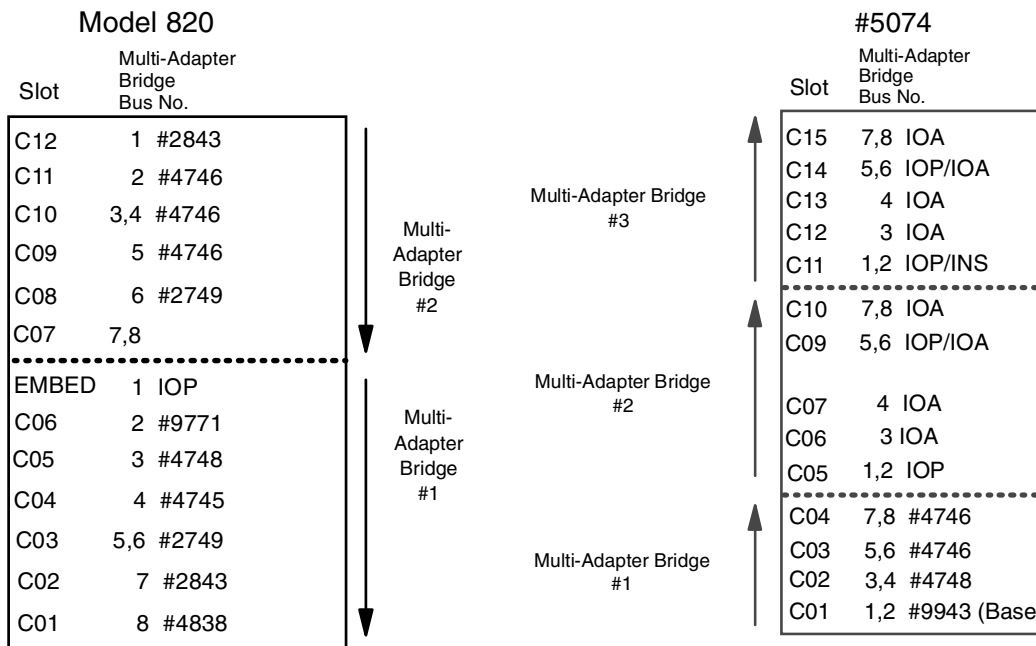 Model 820
Slot
Multi-Adapter
Bridge
Bus No.
C12 1 #2843
C11 2 #4746
C10 3,4 #4746
C09 5 #4746
C08 6 #2749
C07 7,8
EMBED 1 IOP
C06 2 #9771
C05 3 #4748
C04 4 #4745
C03 5,6 #2749
C02 7 #2843
C01 8 #4838
Multi-
Adapter
Bridge
#2
Multi-
Adapter
Bridge
#1
#5074
Slot
Multi-Adapter
Bridge
Bus No.
Multi-Adapter Bridge
#3
C15 7,8 IOA
C14 5,6 IOP/IOA
C13 4 IOA
C12 3 IOA
C11 1,2 IOP/INS
Multi-Adapter Bridge
#2
C10 7,8 IOA
C09 5,6 IOP/IOA
C07 4 IOA
C06 3 IOA
C05 1,2 IOP
Multi-Adapter Bridge
#1
C04 7,8 #4746
C03 5,6 #4746
C02 3,4 #4748
C01 1,2 #9943 (Base